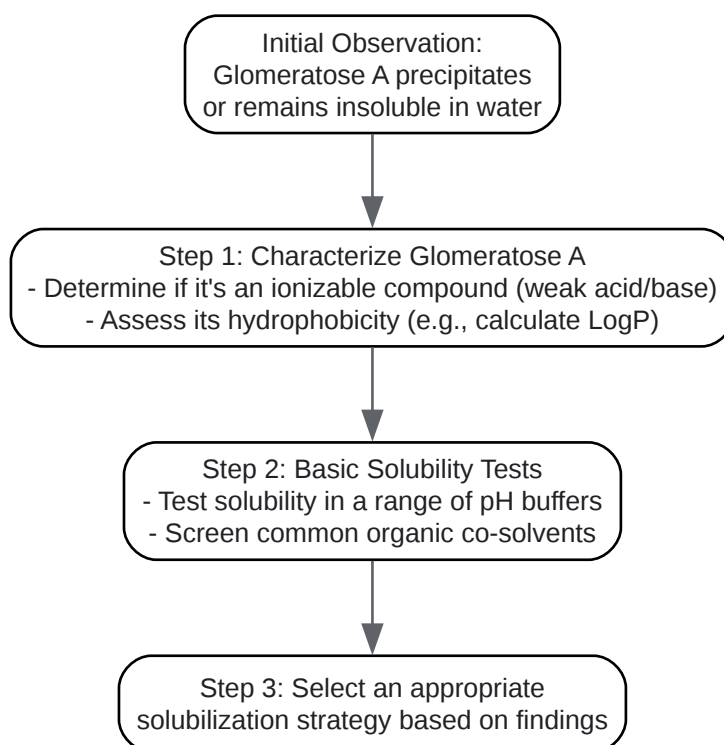 Initial Observation:
Glomeratose A precipitates
or remains insoluble in water
Step 1: Characterize Glomeratose A
- Determine if it's an ionizable compound (weak acid/base)
- Assess its hydrophobicity (e.g., calculate LogP)
Step 2: Basic Solubility Tests
- Test solubility in a range of pH buffers
- Screen common organic co-solvents
Step 3: Select an appropriate
solubilization strategy based on findings